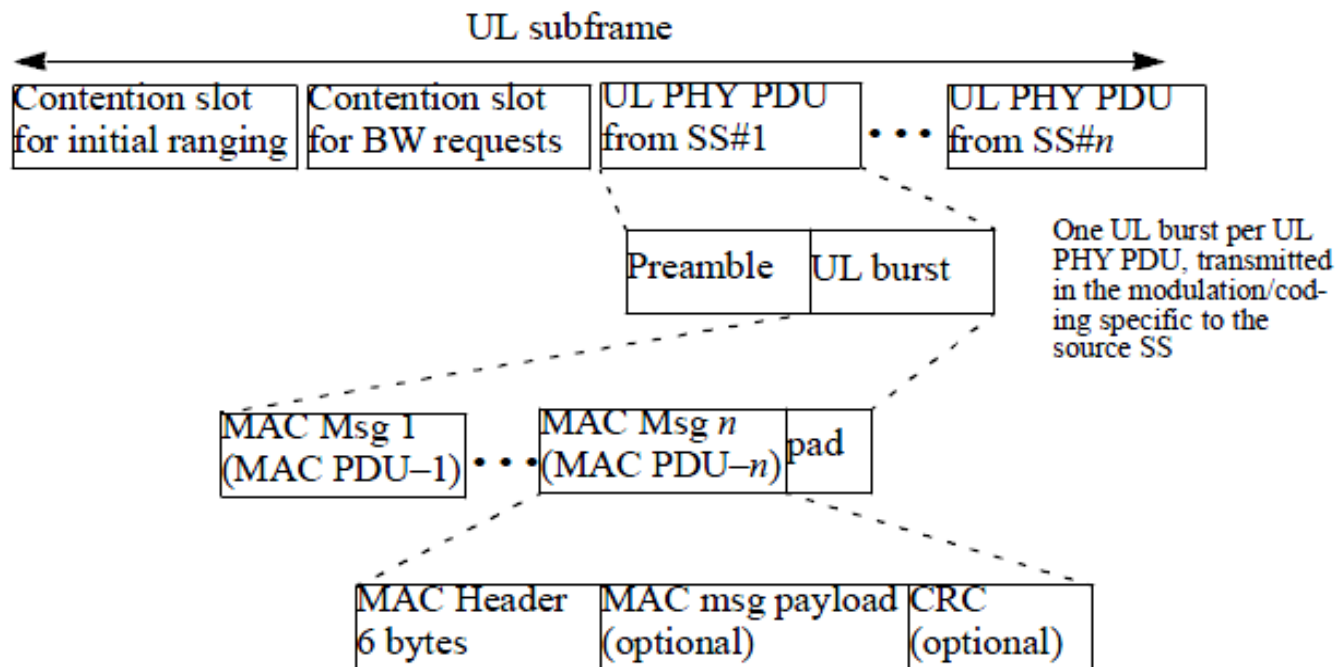 UL subframe
Contention slot
for initial ranging
Contention slot
for BW requests
UL PHY PDU
from SS#1
• • •
UL PHY PDU
from SS#n
Preamble
UL burst
One UL burst per UL
PHY PDU, transmitted
in the modulation/cod-
ing specific to the
source SS
MAC Msg 1
(MAC PDU–1)
• • •
MAC Msg n
(MAC PDU–n)
pad
MAC Header
6 bytes
MAC msg payload
(optional)
CRC
(optional)